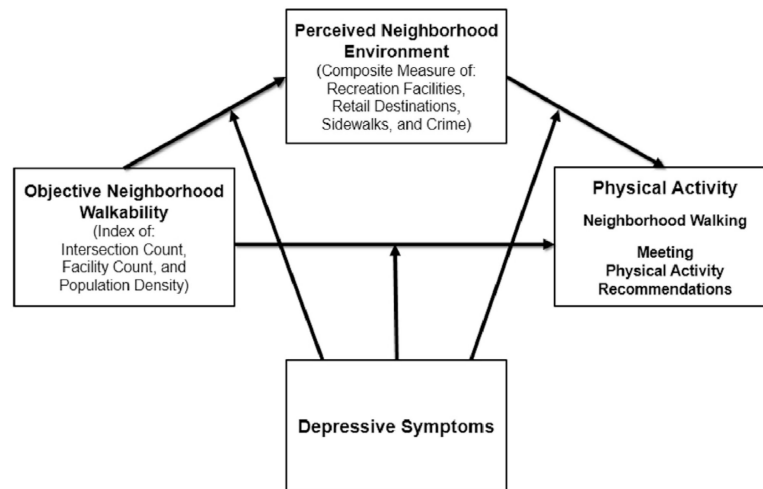 Perceived Neighborhood
Environment
(Composite Measure of:
Recreation Facilities,
Retail Destinations,
Sidewalks, and Crime)
Objective Neighborhood
Walkability
(Index of:
Intersection Count,
Facility Count, and
Population Density)
Physical Activity
Neighborhood Walking
Meeting
Physical Activity
Recommendations
Depressive Symptoms